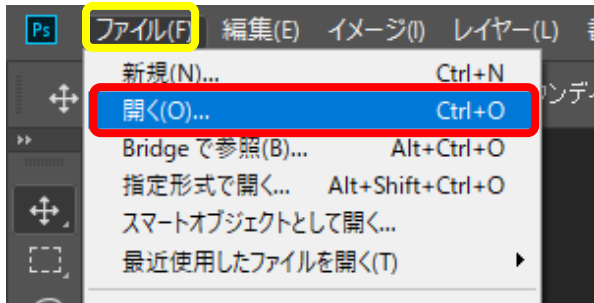 Ps ファイル(F) 編集(E) イメージ(I) レイヤー(L)
新規(N)... Ctrl+N
開く(O)... Ctrl+O
Bridge で参照(B)... Alt+Ctrl+O
指定形式で開く... Alt+Shift+Ctrl+O
スマートオブジェクトとして開く...
最近使用したファイルを開く(T)